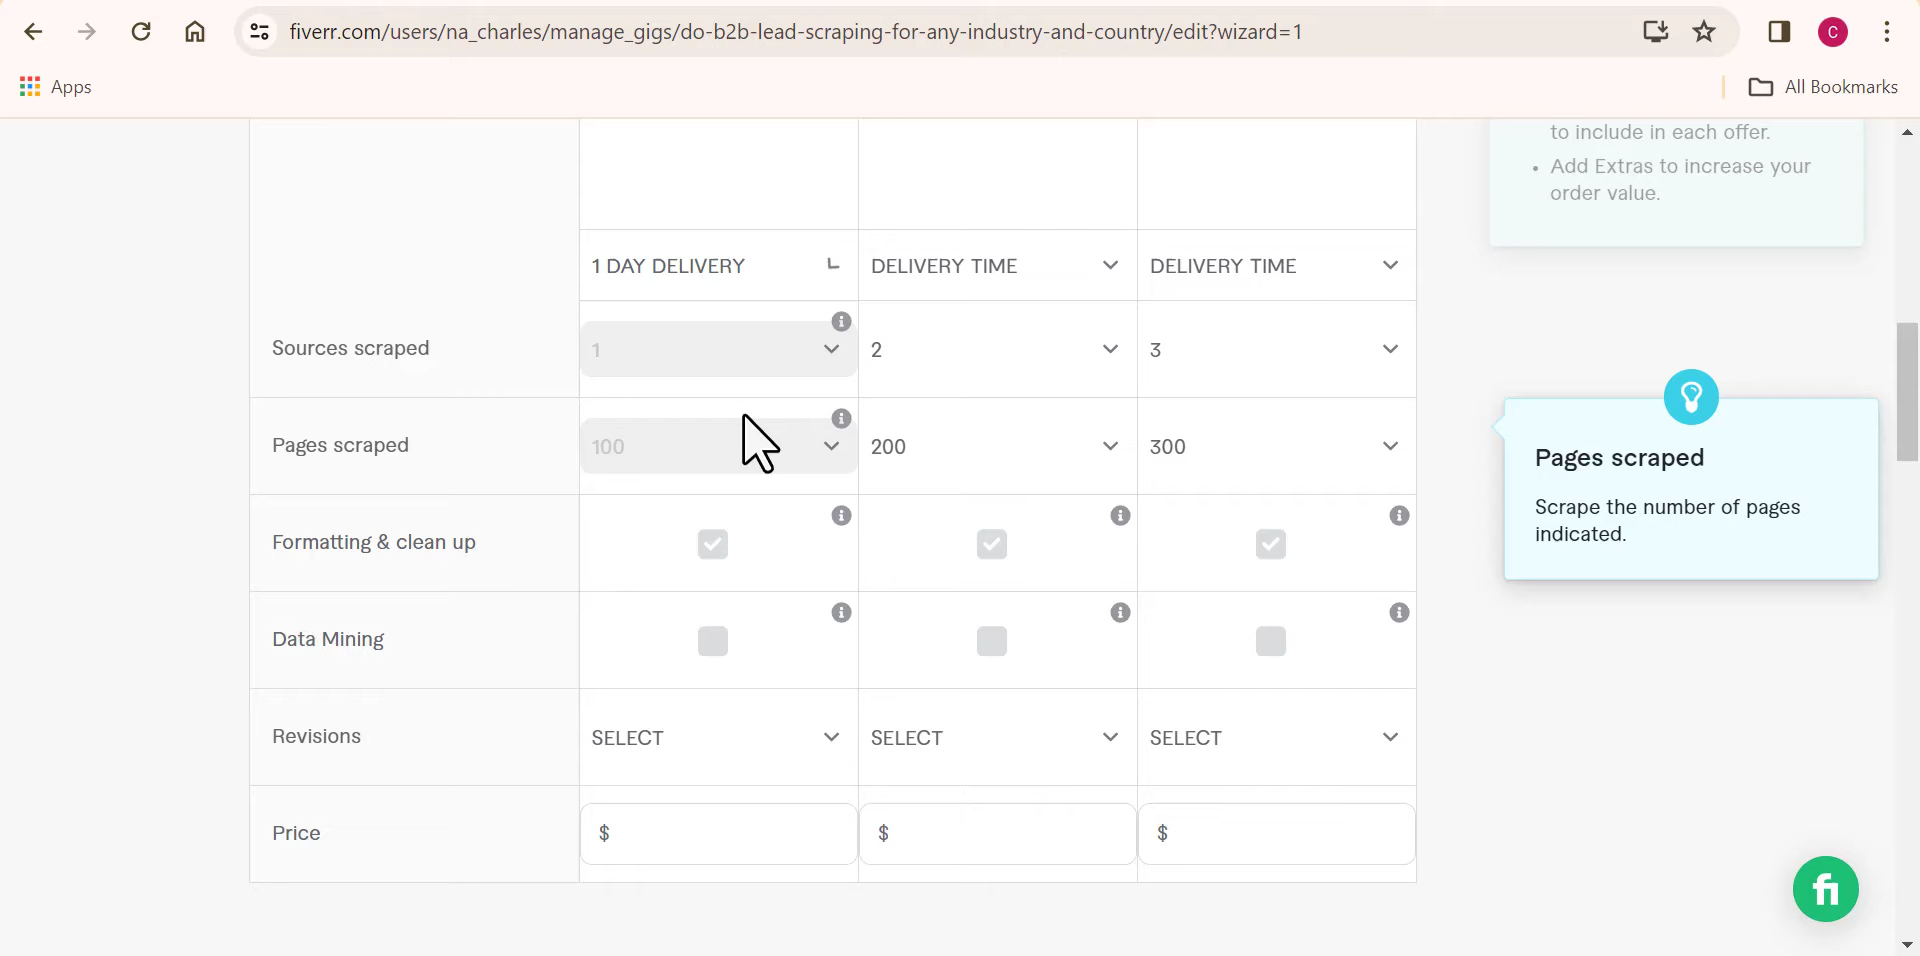 fiverr.com/users/na_charles/manage_gigs/do-b2b-lead-scraping-for-any-industry-and-country/edit?wizard=1
C
Apps
All Bookmarks
to include in each offer.
• Add Extras to increase your
order value.
1 DAY DELIVERY
DELIVERY TIME
DELIVERY TIME
Sources scraped
1
2
3
Pages scraped
100
200
300
Pages scraped
Scrape the number of pages
indicated.
Formatting & clean up
Data Mining
Revisions
SELECT
SELECT
SELECT
Price
$
$
$
fi